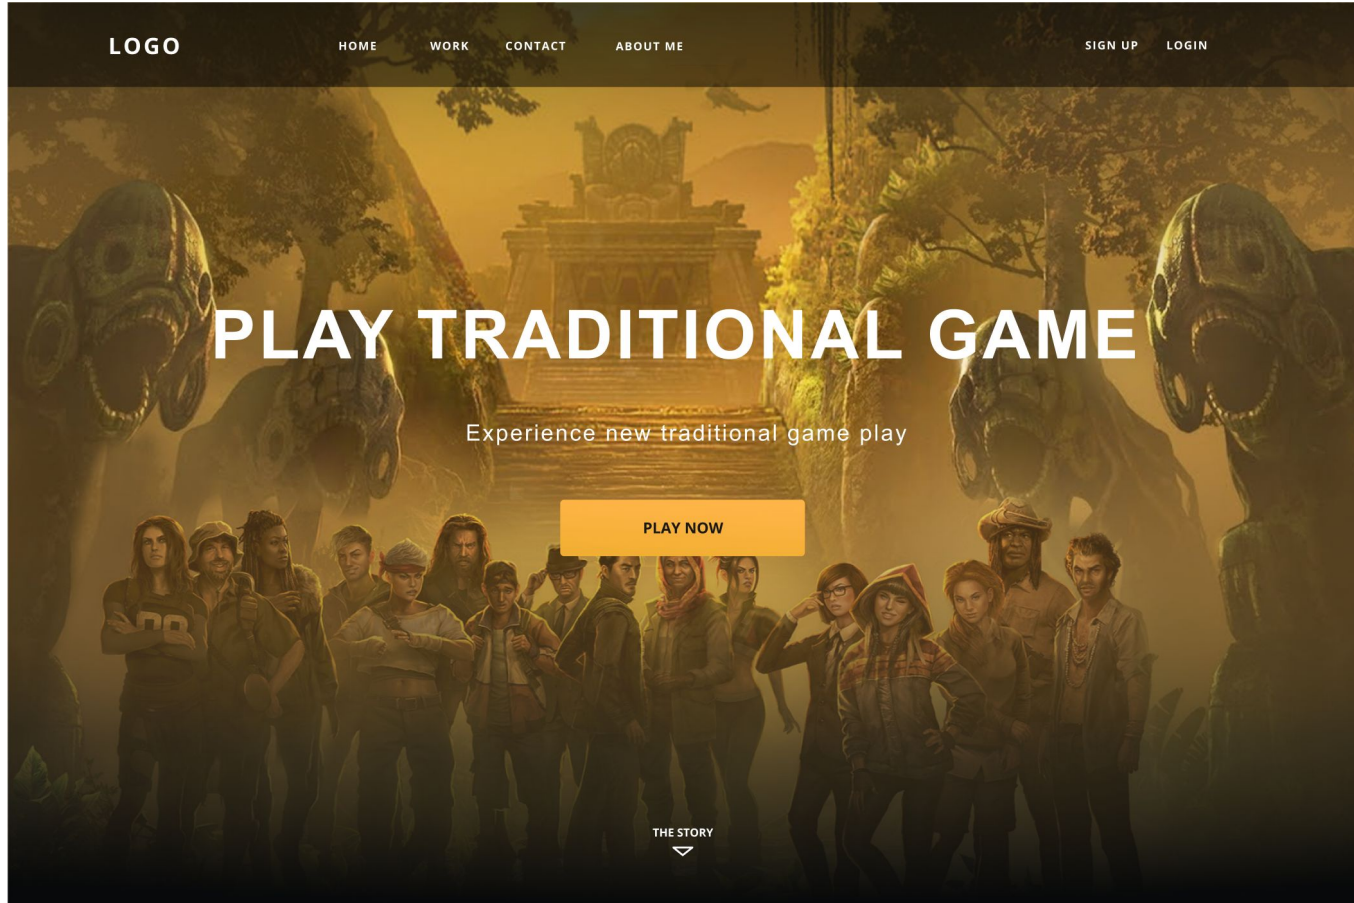 LOGO
HOME WORK CONTACT ABOUT ME SIGN UP LOGIN
PLAY TRADITIONAL GAME
Experience new traditional game play
PLAY NOW
THE STORY